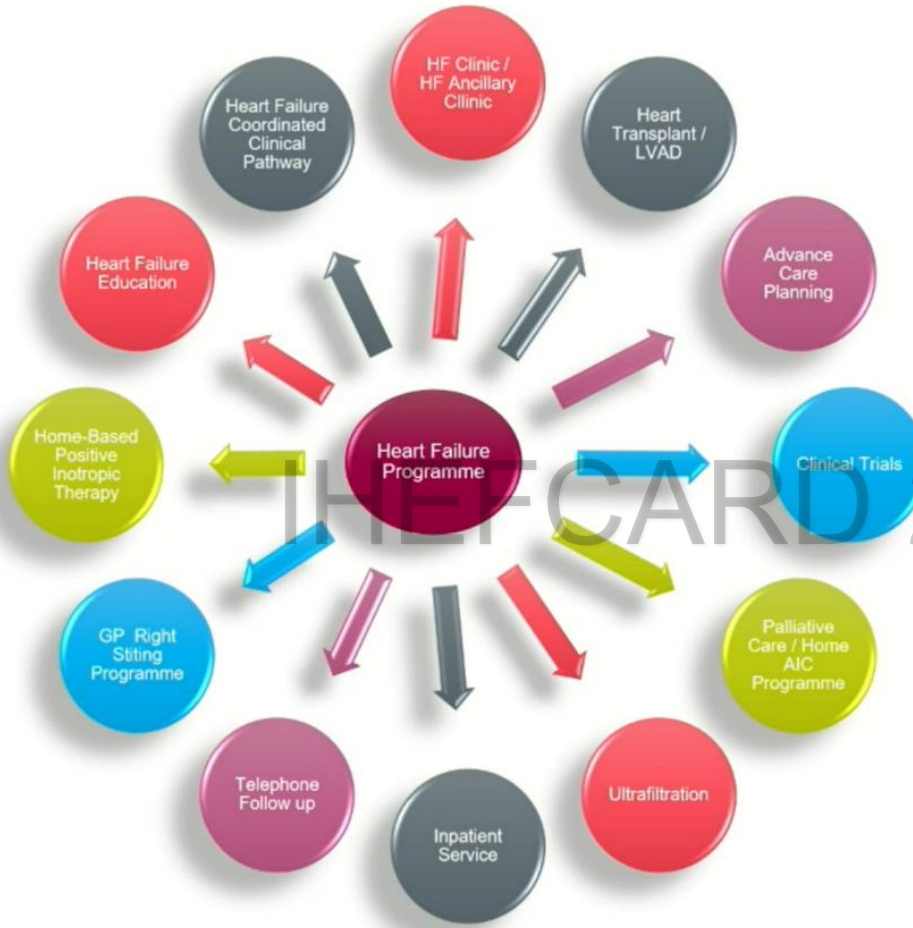 HF Clinic /
HF Ancillary
Cllinic
Heart
Transplant /
LVAD
Advance
Care
Planning
Clinical Trials
Palliative
Care / Home
AIC
Programme
Ultrafiltration
Inpatient
Service
Telephone
Follow up
GP Right
Stiting
Programme
Home-Based
Positive
Inotropic
Therapy
Heart Failure
Education
Heart Failure
Coordinated
Clinical
Pathway
Heart Failure
Programme
IHEFCARD